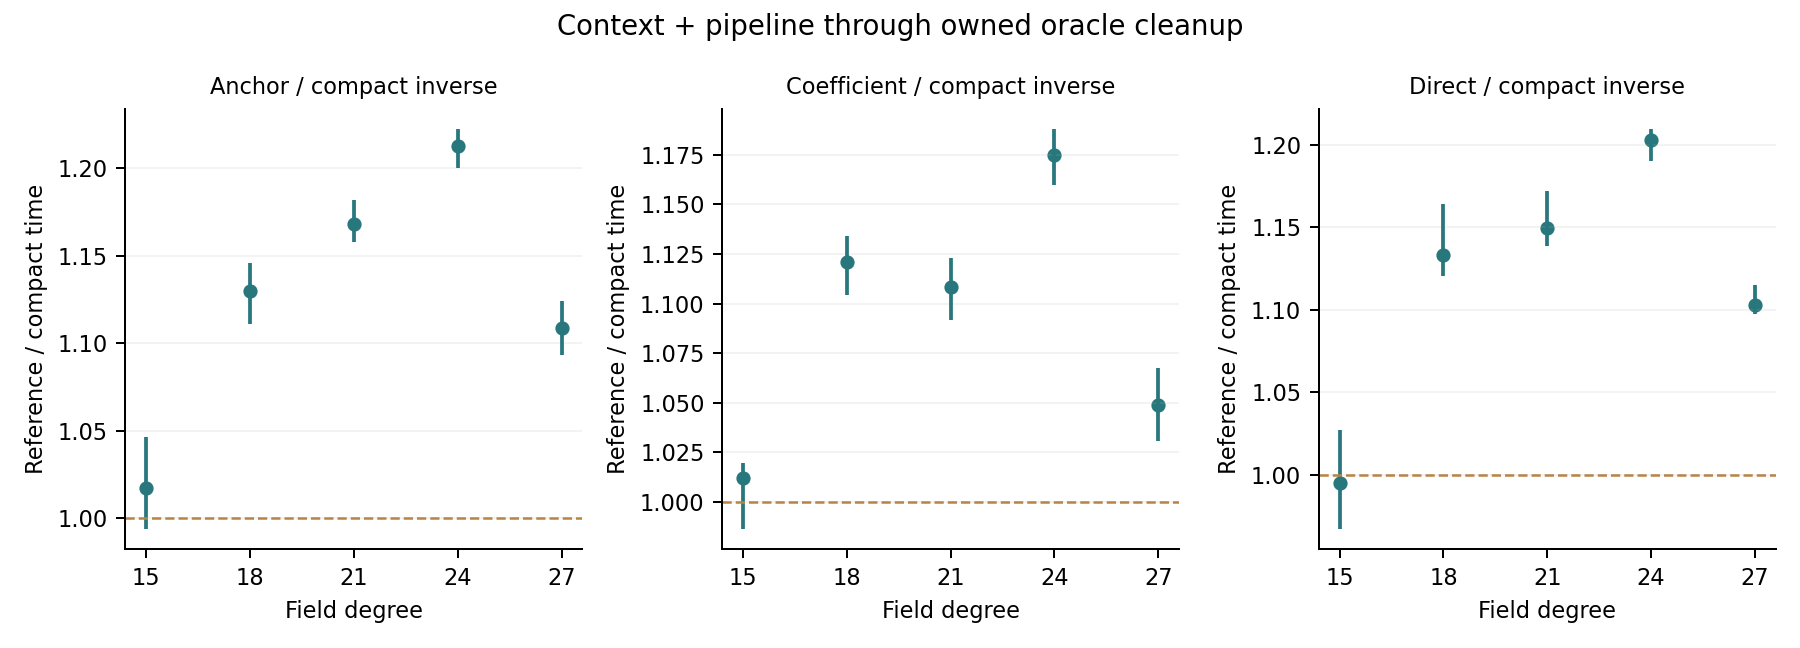 Context + pipeline through owned oracle cleanup
Anchor / compact inverse
Reference / compact time
1.20
1.15
1.10
1.05
1.00
15 18 21 24 27
Field degree
Coefficient / compact inverse
Reference / compact time
1.175
1.150
1.125
1.100
1.075
1.050
1.025
1.000
15 18 21 24 27
Field degree
Direct / compact inverse
Reference / compact time
1.20
1.15
1.10
1.05
1.00
15 18 21 24 27
Field degree